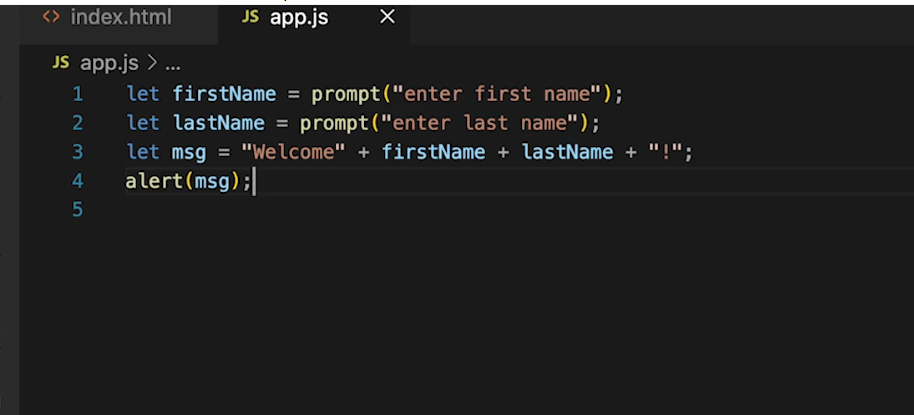 <> index.html JS app.js ×
JS app.js > ...
1 let firstName = prompt("enter first name");
2 let lastName = prompt("enter last name");
3 let msg = "Welcome" + firstName + lastName + "!";
4 alert(msg);
5